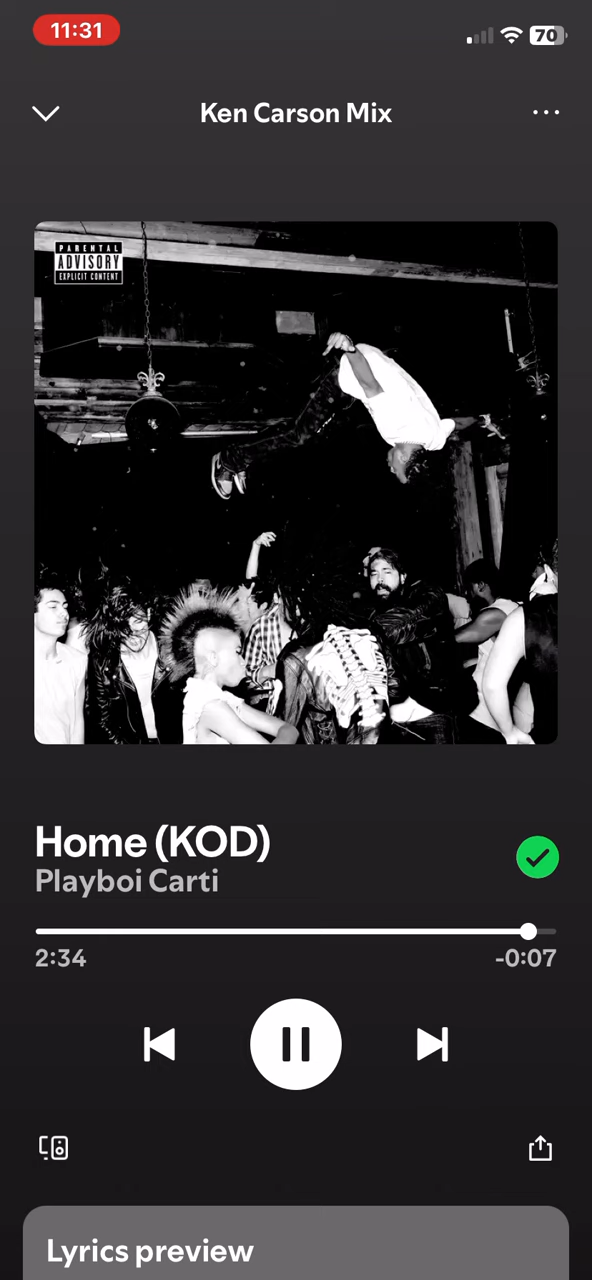 11:31
70
Ken Carson Mix
PARENTAL
ADVISORY
EXPLICIT CONTENT
Home (KOD)
Playboi Carti
2:34
-0:07
Lyrics preview